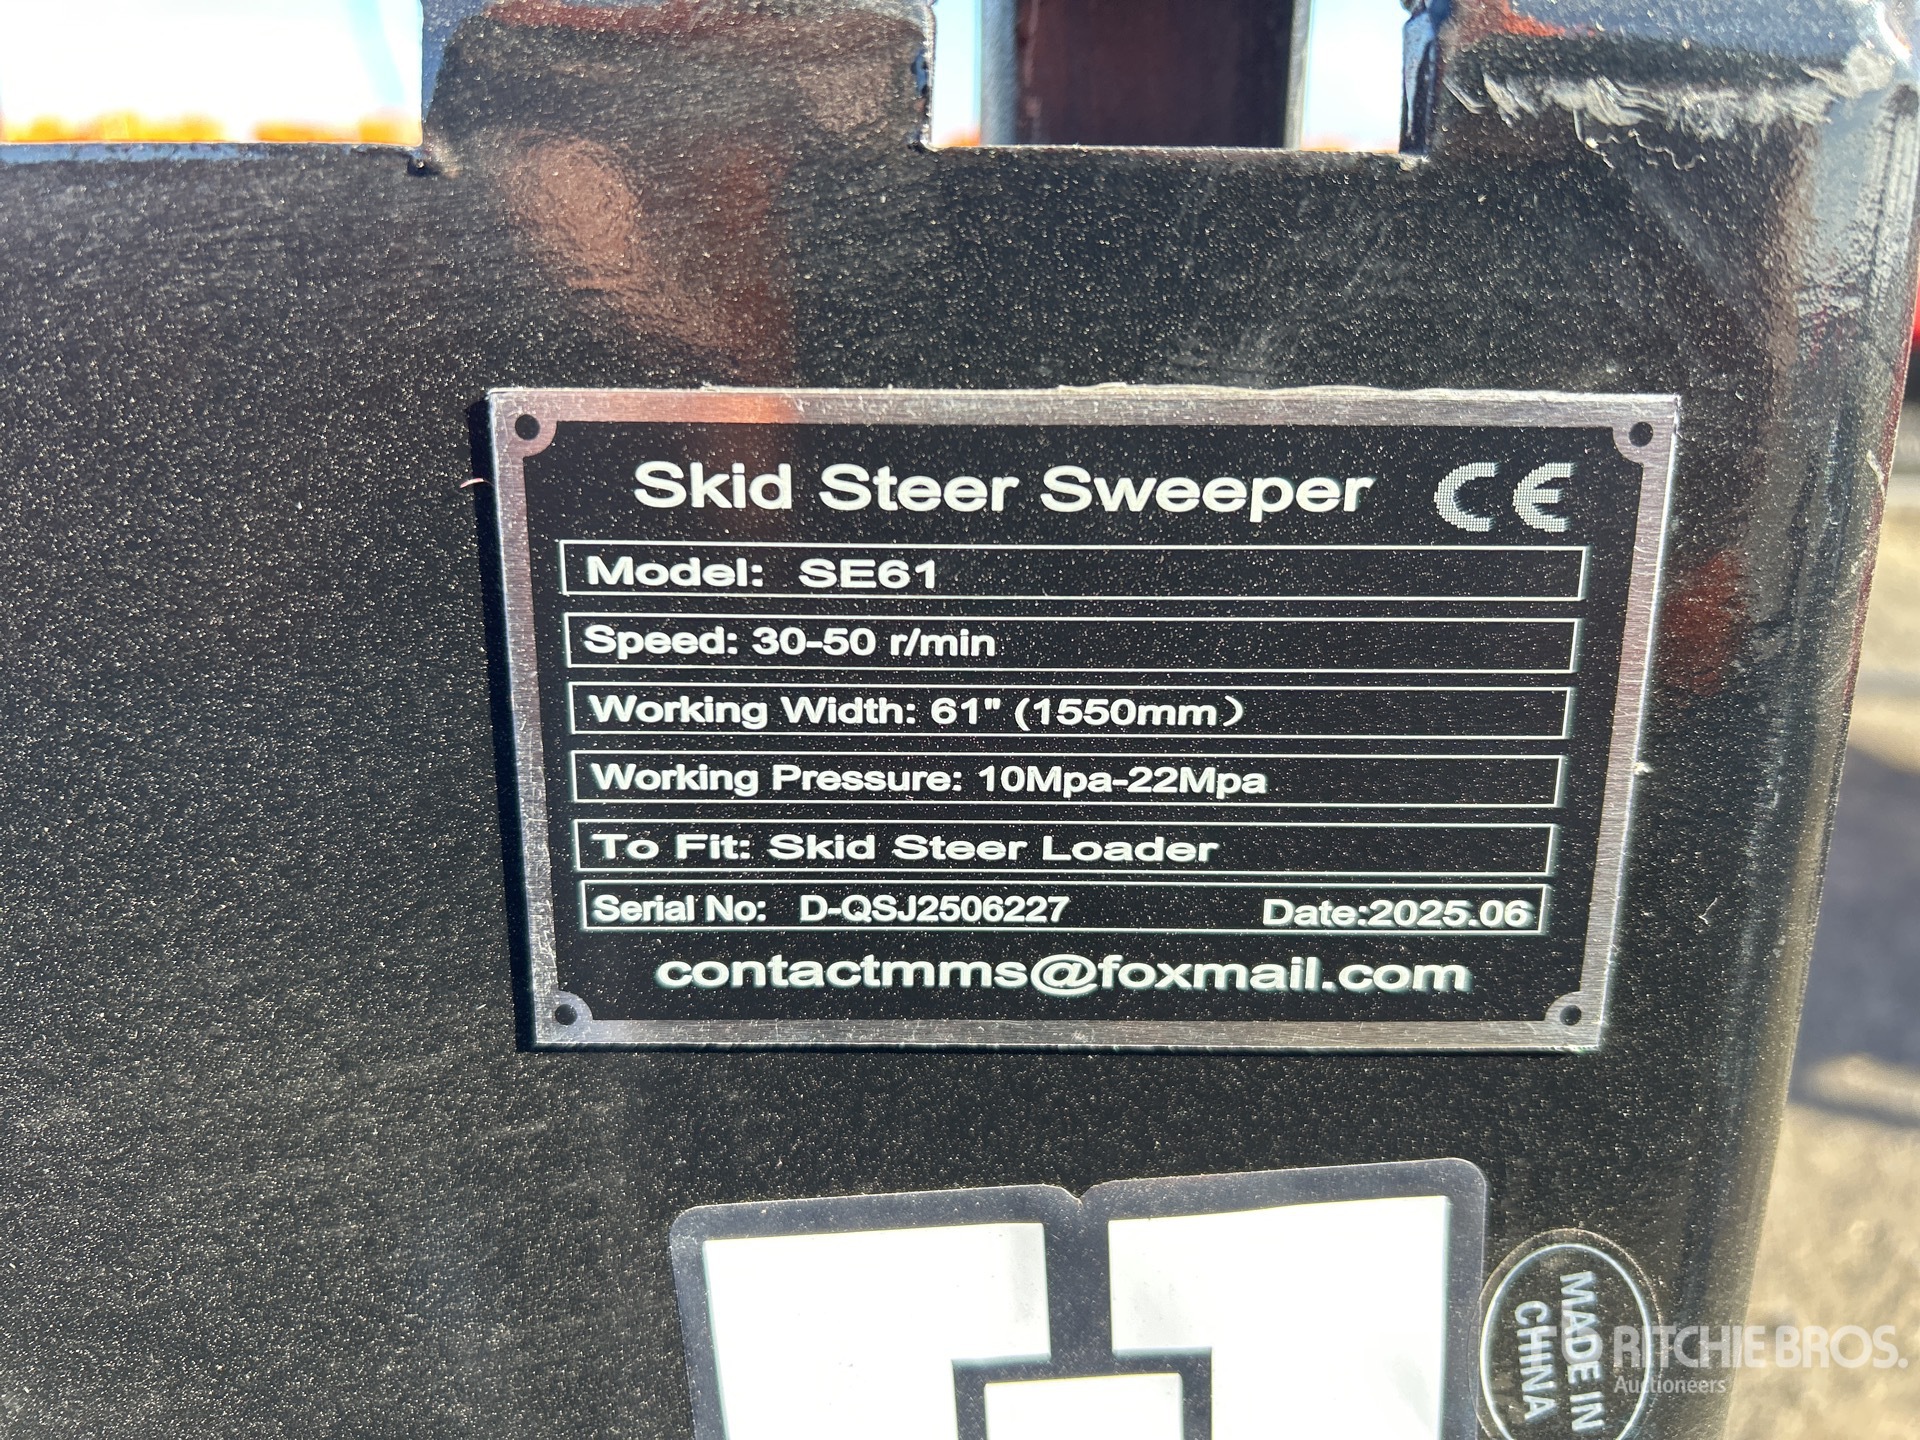 Skid Steer Sweeper CE
Model: SE61
Speed: 30-50 r/min
Working Width: 61" (1550mm)
Working Pressure: 10Mpa-22Mpa
To Fit: Skid Steer Loader
Serial No: D-QSJ2506227 Date:2025.06
contactmms@foxmail.com
MADE IN
CHINA
RITCHIE BROS.
Auctioneers